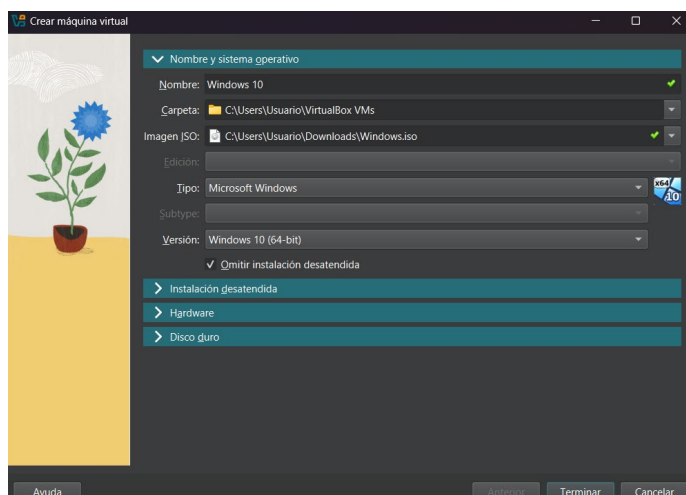 Crear máquina virtual
Nombre y sistema operativo
Nombre: Windows 10
Carpeta: C:\Users\Usuario\VirtualBox VMs
Imagen ISO: C:\Users\Usuario\Downloads\Windows.iso
Edición:
Tipo: Microsoft Windows
x64
10
Subtype:
Versión: Windows 10 (64-bit)
Omitir instalación desatendida
Instalación desatendida
Hardware
Disco duro
Ayuda Anterior Terminar Cancelar